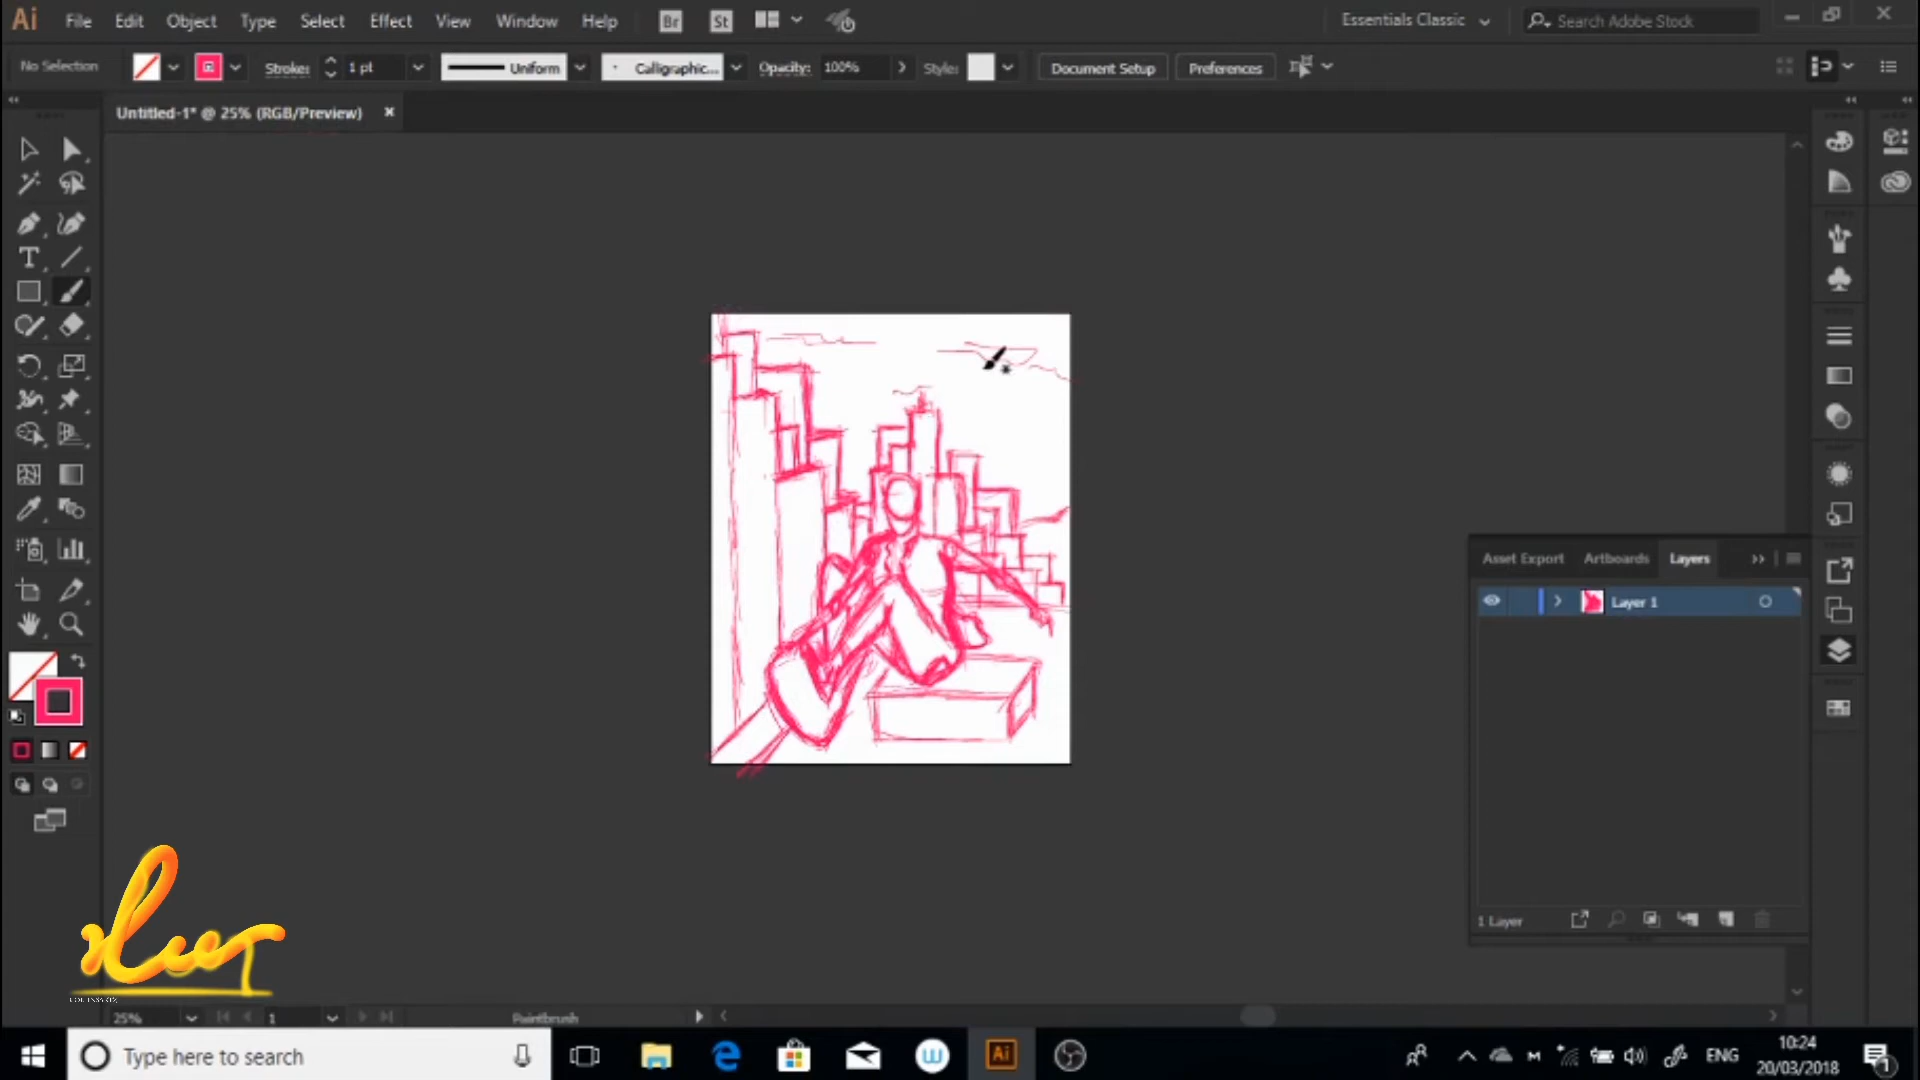 Ai File Edit Object Type Select Effect View Window Help Br St Essentials Classic Search Adobe Stock
No Selection Stroke: 1 pt Uniform Calligraphic... Opacity: 100% Style: Document Setup Preferences
Untitled-1* @ 25% (RGB/Preview)
Asset Export Artboards Layers
Layer 1
1 Layer
25% 1 Paintbrush
Type here to search
Ai
ENG
10:24
20/03/2018
1